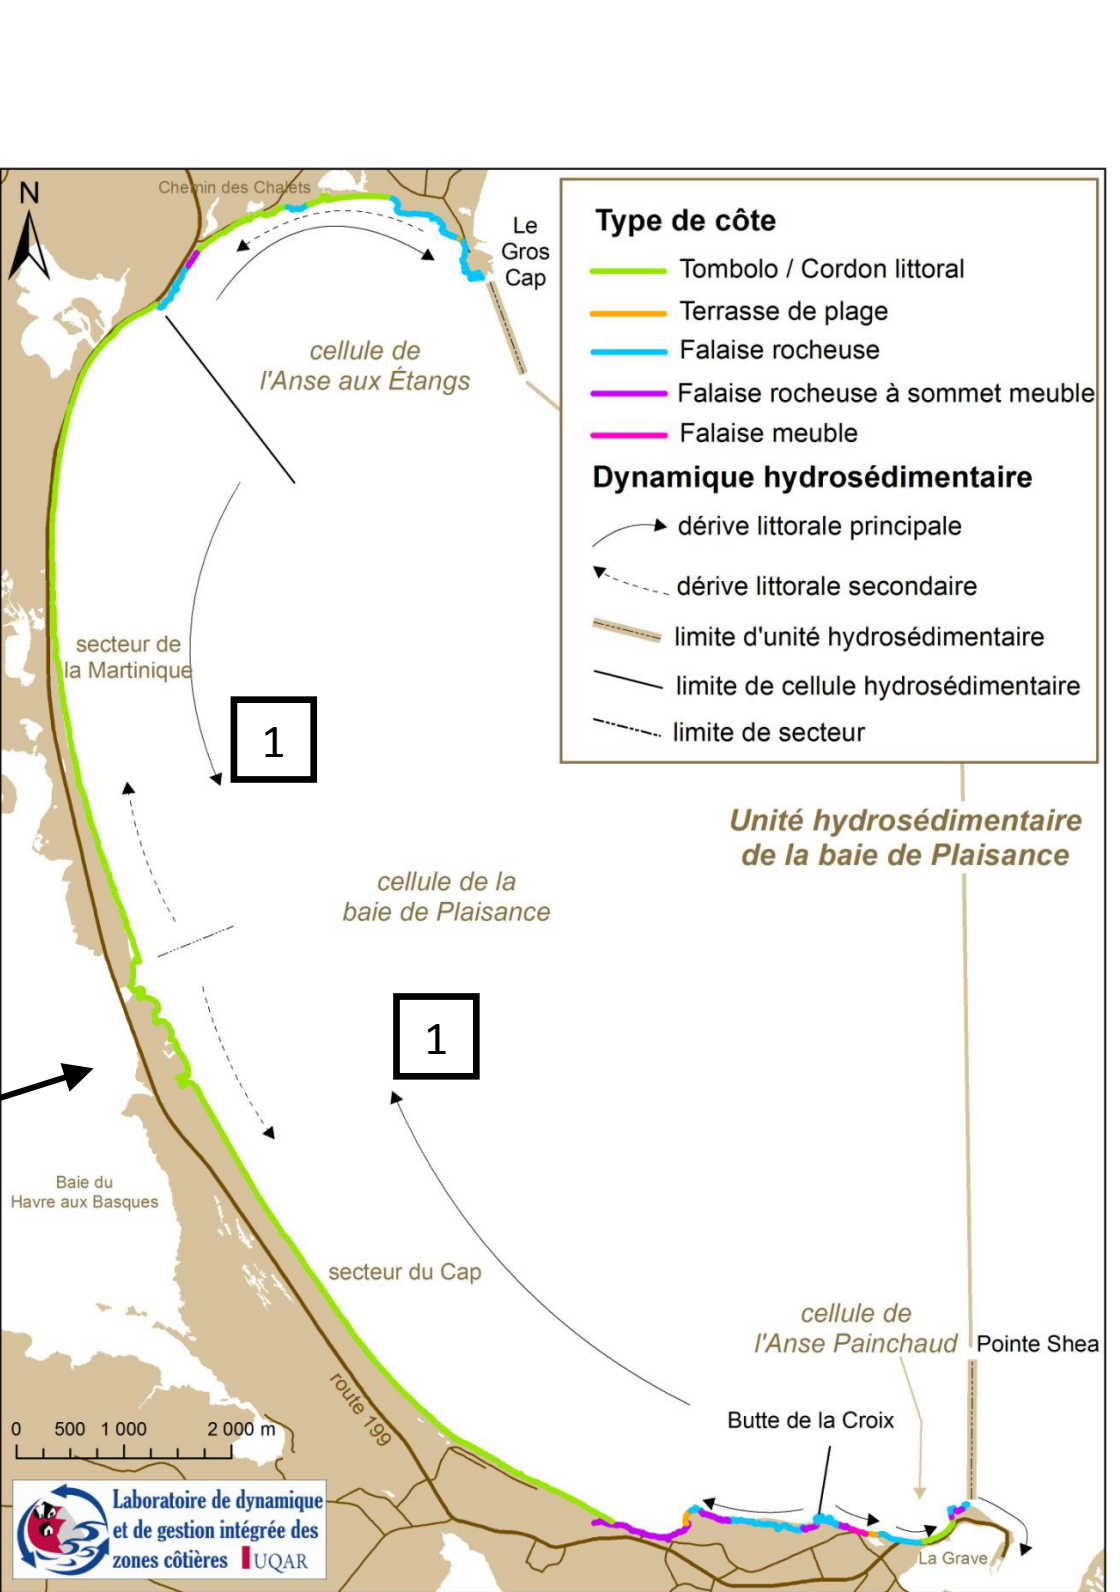 N
Chemin des Chalets
Le
Gros
Cap
Type de côte
Tombolo / Cordon littoral
Terrasse de plage
Falaise rocheuse
Falaise rocheuse à sommet meuble
Falaise meuble
Dynamique hydrosédimentaire
dérive littorale principale
dérive littorale secondaire
limite d'unité hydrosédimentaire
limite de cellule hydrosédimentaire
limite de secteur
cellule de
l'Anse aux Étangs
secteur de
la Martinique
1
Unité hydrosédimentaire
de la baie de Plaisance
cellule de la
baie de Plaisance
1
Baie du
Havre aux Basques
secteur du Cap
cellule de
l'Anse Painchaud
Pointe Shea
route 199
Butte de la Croix
0 500 1 000 2 000 m
Laboratoire de dynamique
et de gestion intégrée des
zones côtières UQAR
La Grave